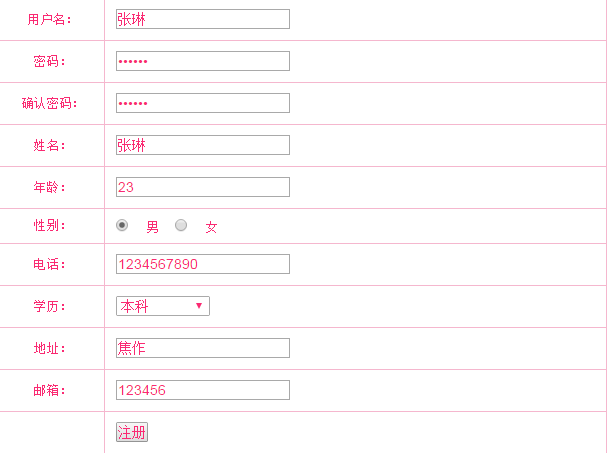 用户名： 张琳
密码： ••••••
确认密码： ••••••
姓名： 张琳
年龄： 23
性别： 男 女
电话： 1234567890
学历： 本科
地址： 焦作
邮箱： 123456
注册